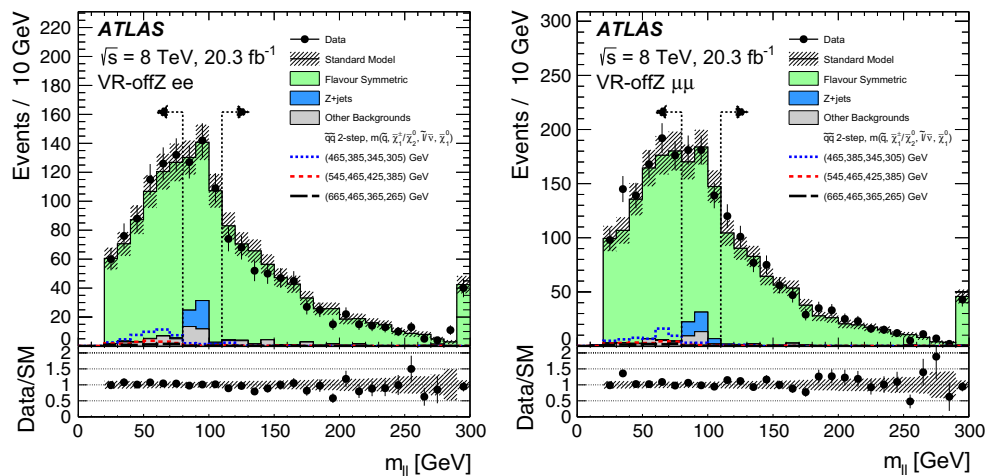 ATLAS
√s = 8 TeV, 20.3 fb⁻¹
VR-offZ ee
Data
Standard Model
Flavour Symmetric
Z+jets
Other Backgrounds
q̃q̃ 2-step, m(q̃, χ̃₁±/χ̃₂⁰, l̃/ν̃, χ̃₁⁰)
(465,385,345,305) GeV
(545,465,425,385) GeV
(665,465,365,265) GeV
Events / 10 GeV
220
200
180
160
140
120
100
80
60
40
20
0
Data/SM
2
1.5
1
0.5
0
0 50 100 150 200 250 300
m_ll [GeV]
ATLAS
√s = 8 TeV, 20.3 fb⁻¹
VR-offZ μμ
Data
Standard Model
Flavour Symmetric
Z+jets
Other Backgrounds
q̃q̃ 2-step, m(q̃, χ̃₁±/χ̃₂⁰, l̃/ν̃, χ̃₁⁰)
(465,385,345,305) GeV
(545,465,425,385) GeV
(665,465,365,265) GeV
Events / 10 GeV
300
250
200
150
100
50
0
Data/SM
2
1.5
1
0.5
0
0 50 100 150 200 250 300
m_ll [GeV]